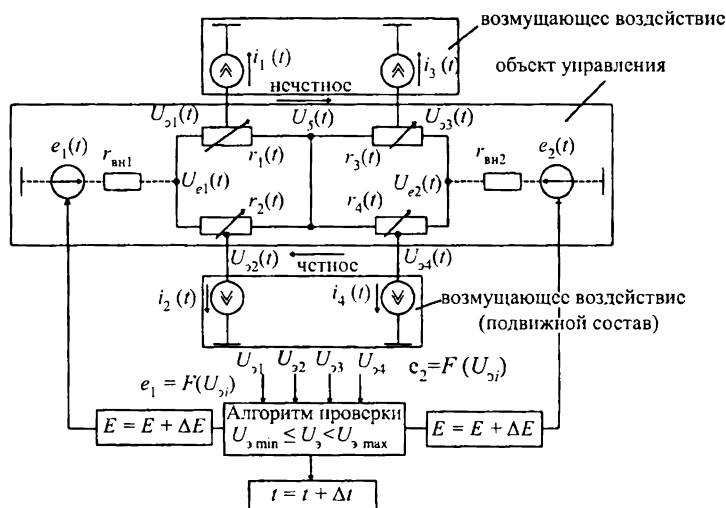 возмущающее воздействие
i₁(t)
i₃(t)
нечетное
объект управления
Uэ1(t)
U₅(t)
Uэ3(t)
e₁(t)
rвн1
r₁(t)
r₃(t)
rвн2
e₂(t)
Ue1(t)
Ue2(t)
r₂(t)
r₄(t)
Uэ2(t)
четное
Uэ4(t)
i₂(t)
i₄(t)
возмущающее воздействие
(подвижной состав)
Uэ1 Uэ2 Uэ3 Uэ4
e₁ = F(Uэi)
e₂=F (Uэi)
Алгоритм проверки
Uэ min ≤ Uэ < Uэ max
E = E + ΔE
E = E + ΔE
t = t + Δt